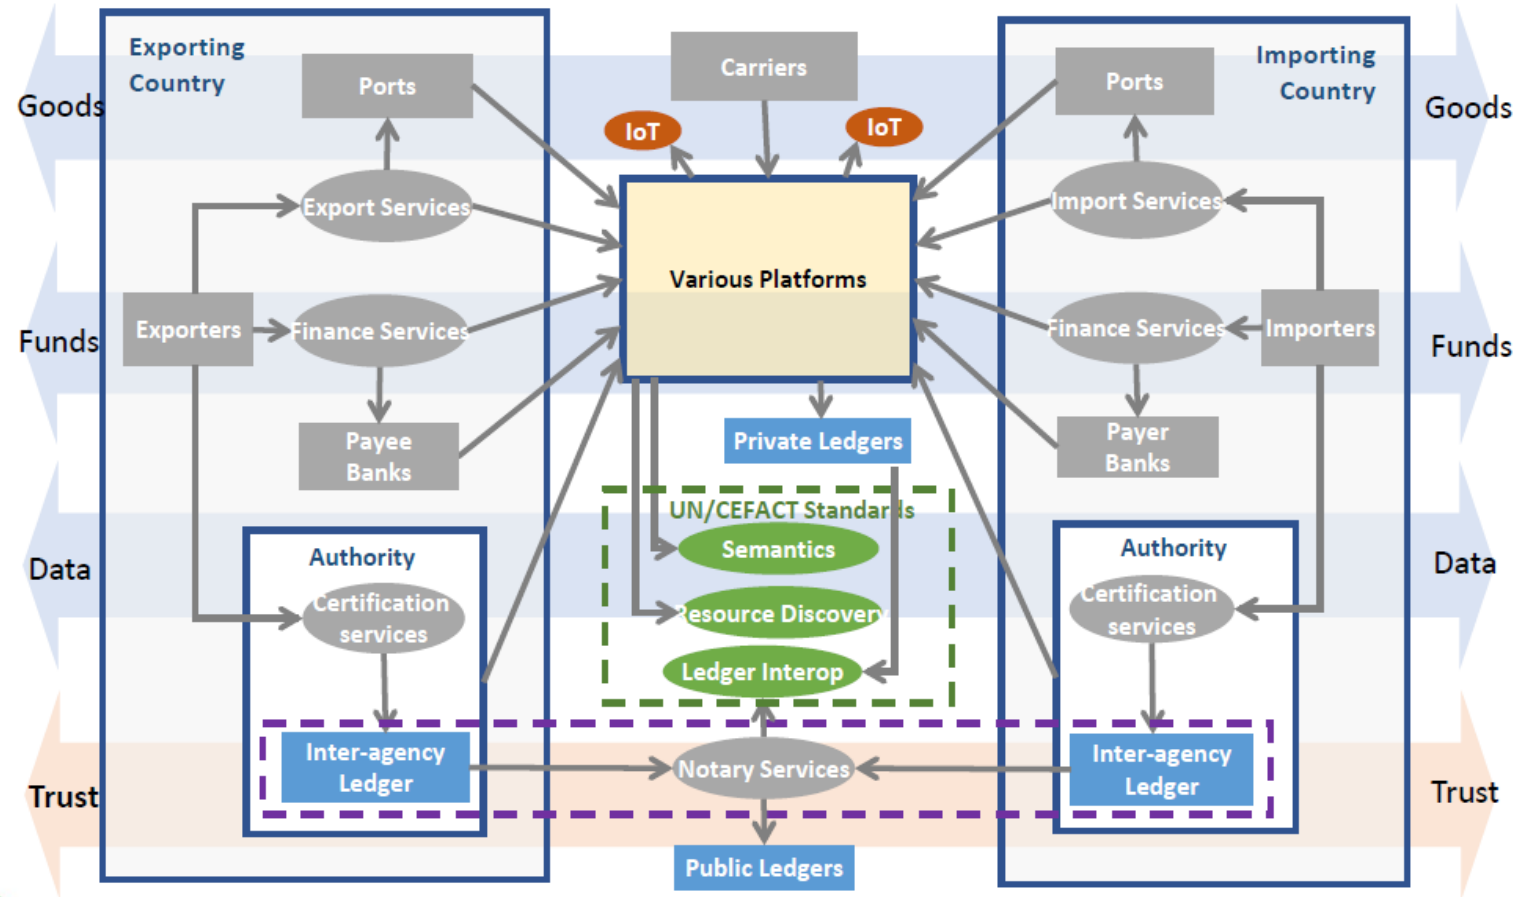 Exporting
Country
Importing
Country
Goods
Ports
Carriers
Ports
Goods
IoT
IoT
Export Services
Import Services
Various Platforms
Funds
Exporters
Finance Services
Finance Services
Importers
Funds
Payee
Banks
Private Ledgers
Payer
Banks
UN/CEFACT Standards
Data
Authority
Semantics
Authority
Data
Certification
services
Resource Discovery
Certification
services
Ledger Interop
Trust
Inter-agency
Ledger
Notary Services
Inter-agency
Ledger
Trust
Public Ledgers